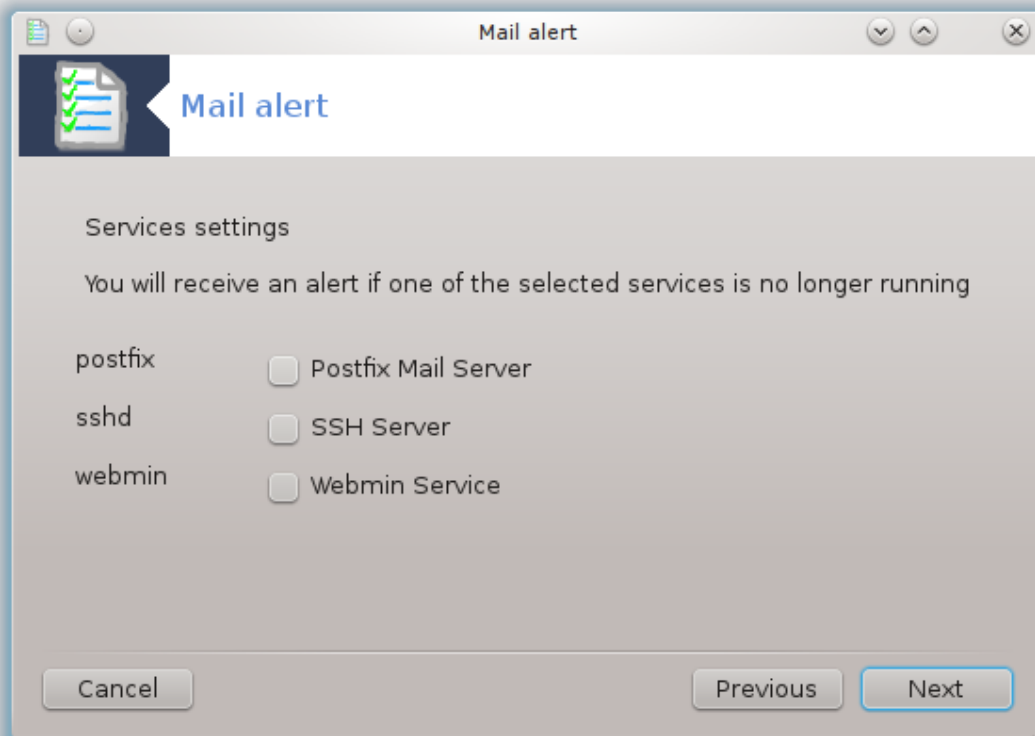 Mail alert
Mail alert
Services settings
You will receive an alert if one of the selected services is no longer running
postfix Postfix Mail Server
sshd SSH Server
webmin Webmin Service
Cancel Previous Next